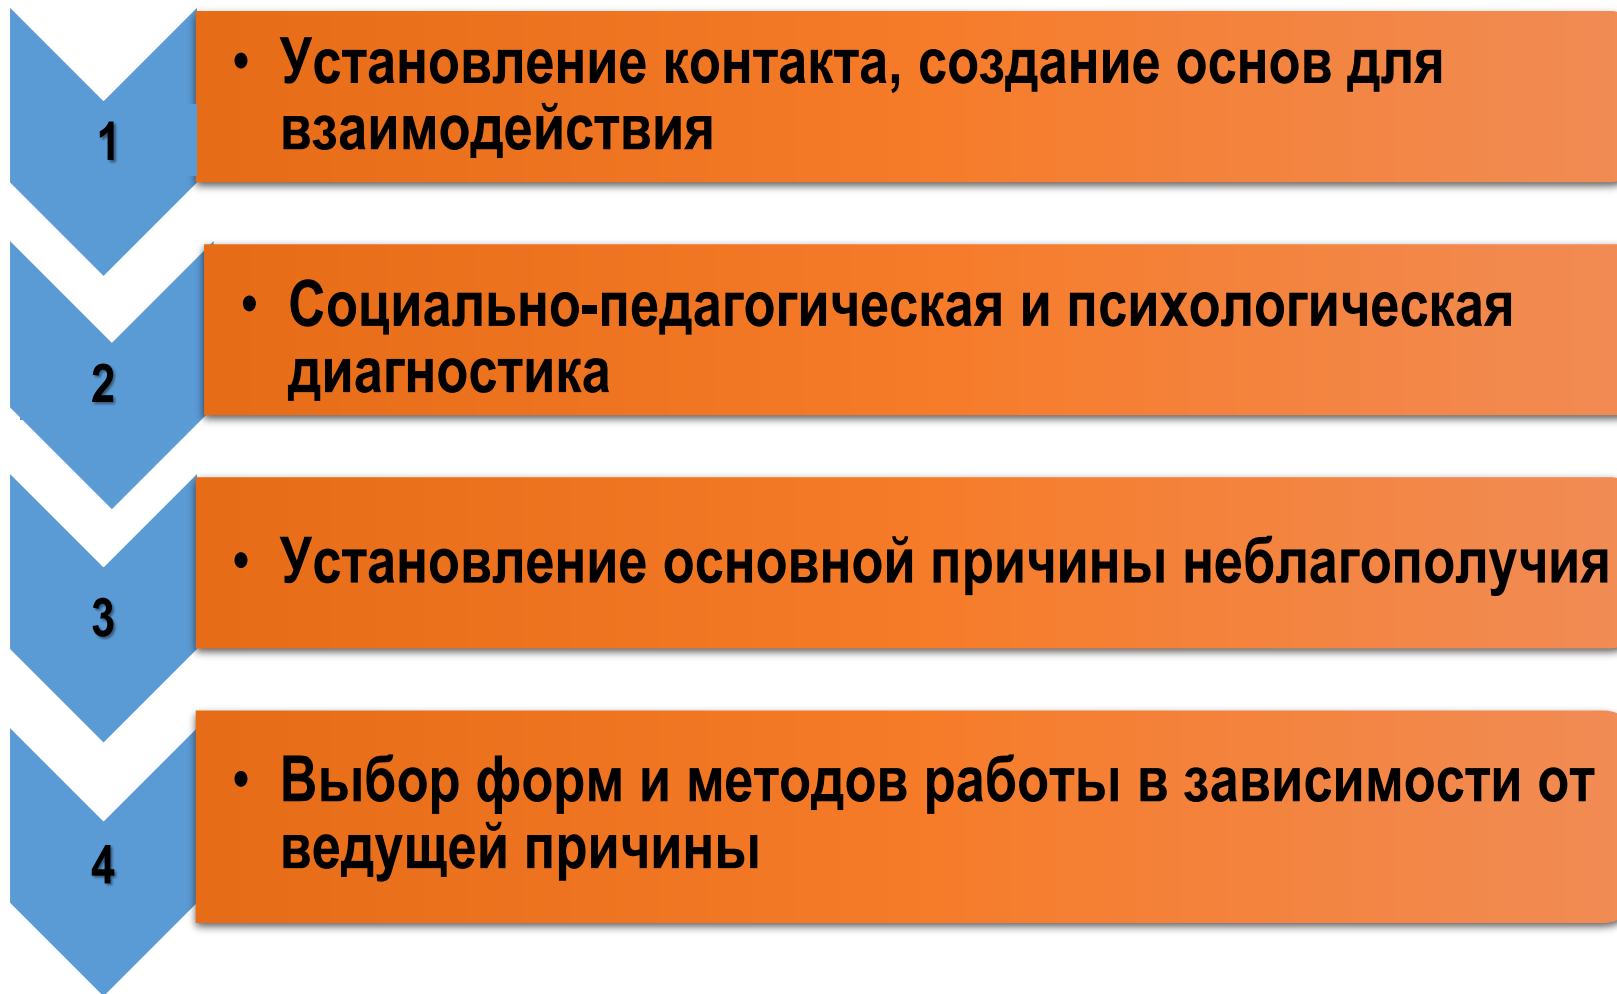 1
• Установление контакта, создание основ для
взаимодействия
2
• Социально-педагогическая и психологическая
диагностика
3
• Установление основной причины неблагополучия
4
• Выбор форм и методов работы в зависимости от
ведущей причины